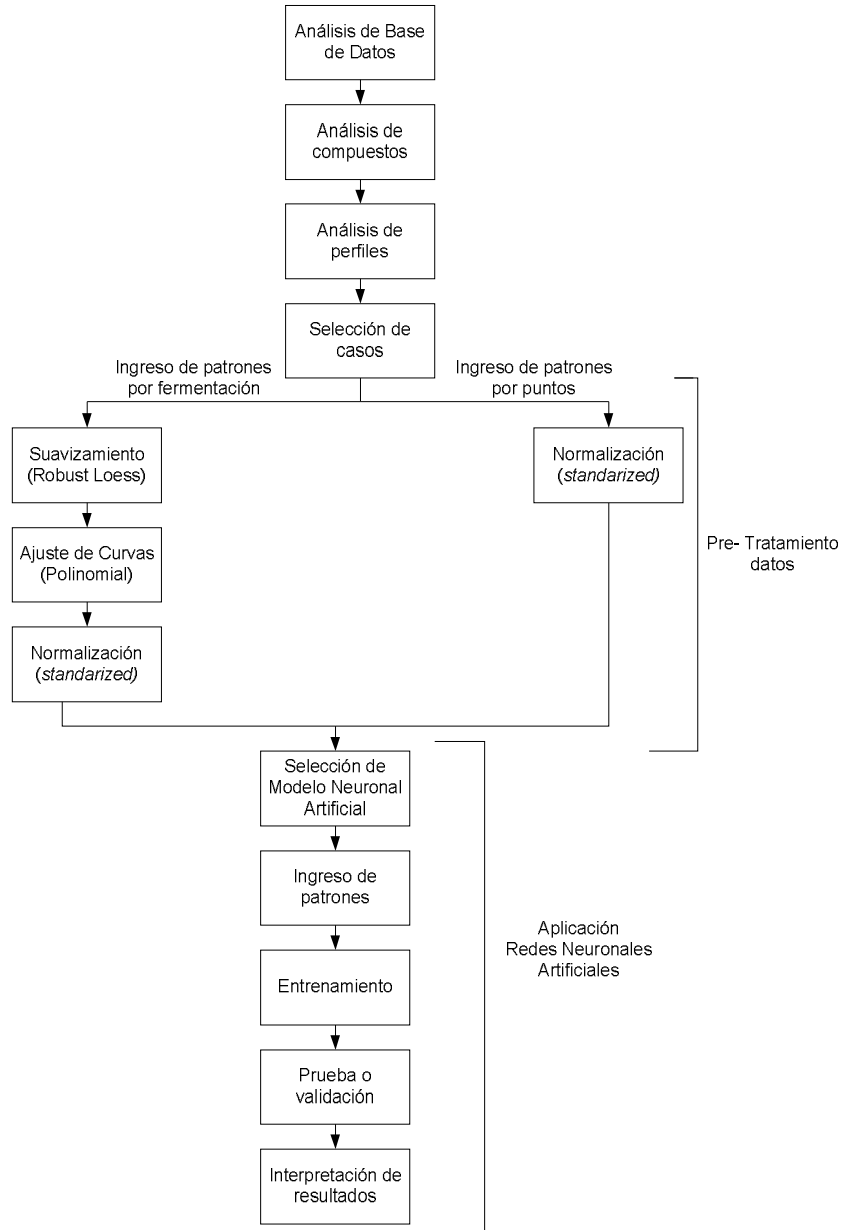 Análisis de Base
de Datos
Análisis de
compuestos
Análisis de
perfiles
Selección de
casos
Ingreso de patrones
por fermentación
Ingreso de patrones
por puntos
Suavizamiento
(Robust Loess)
Normalización
(standarized)
Ajuste de Curvas
(Polinomial)
Pre- Tratamiento
datos
Normalización
(standarized)
Selección de
Modelo Neuronal
Artificial
Ingreso de
patrones
Aplicación
Redes Neuronales
Artificiales
Entrenamiento
Prueba o
validación
Interpretación de
resultados